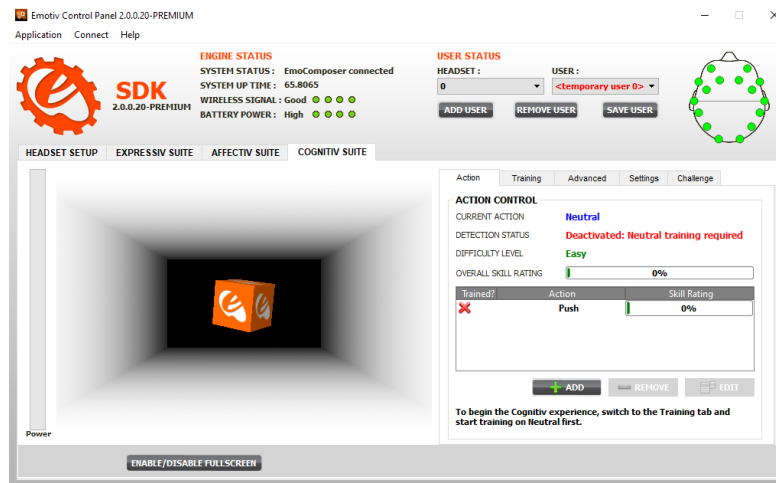 Emotiv Control Panel 2.0.0.20-PREMIUM
Application Connect Help
SDK
2.0.0.20-PREMIUM
ENGINE STATUS
SYSTEM STATUS : EmoComposer connected
SYSTEM UP TIME : 65.8065
WIRELESS SIGNAL : Good
BATTERY POWER : High
USER STATUS
HEADSET : USER :
0 <temporary user 0>
ADD USER REMOVE USER SAVE USER
HEADSET SETUP EXPRESSIV SUITE AFFECTIV SUITE COGNITIV SUITE
Power
ENABLE/DISABLE FULLSCREEN
Action Training Advanced Settings Challenge
ACTION CONTROL
CURRENT ACTION Neutral
DETECTION STATUS Deactivated: Neutral training required
DIFFICULTY LEVEL Easy
OVERALL SKILL RATING 0%
Trained? Action Skill Rating
Push 0%
ADD REMOVE EDIT
To begin the Cognitiv experience, switch to the Training tab and
start training on Neutral first.